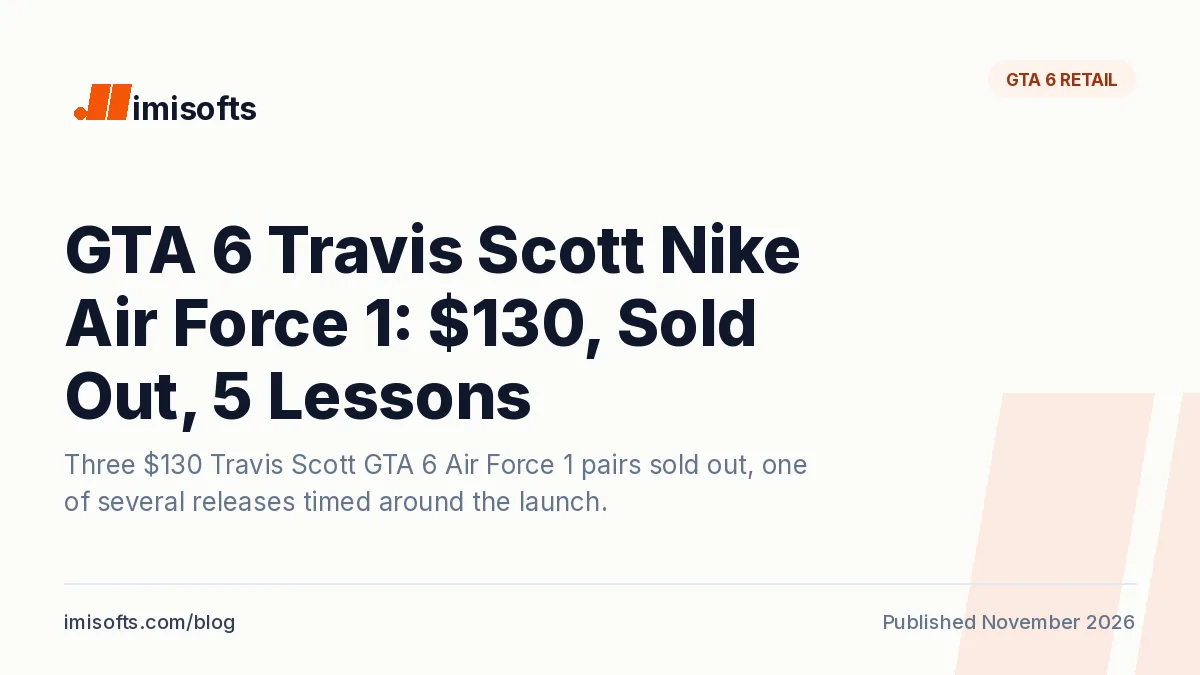 imisofts
GTA 6 RETAIL
GTA 6 Travis Scott Nike
Air Force 1: $130, Sold
Out, 5 Lessons
Three $130 Travis Scott GTA 6 Air Force 1 pairs sold out, one
of several releases timed around the launch.
imisofts.com/blog
Published November 2026